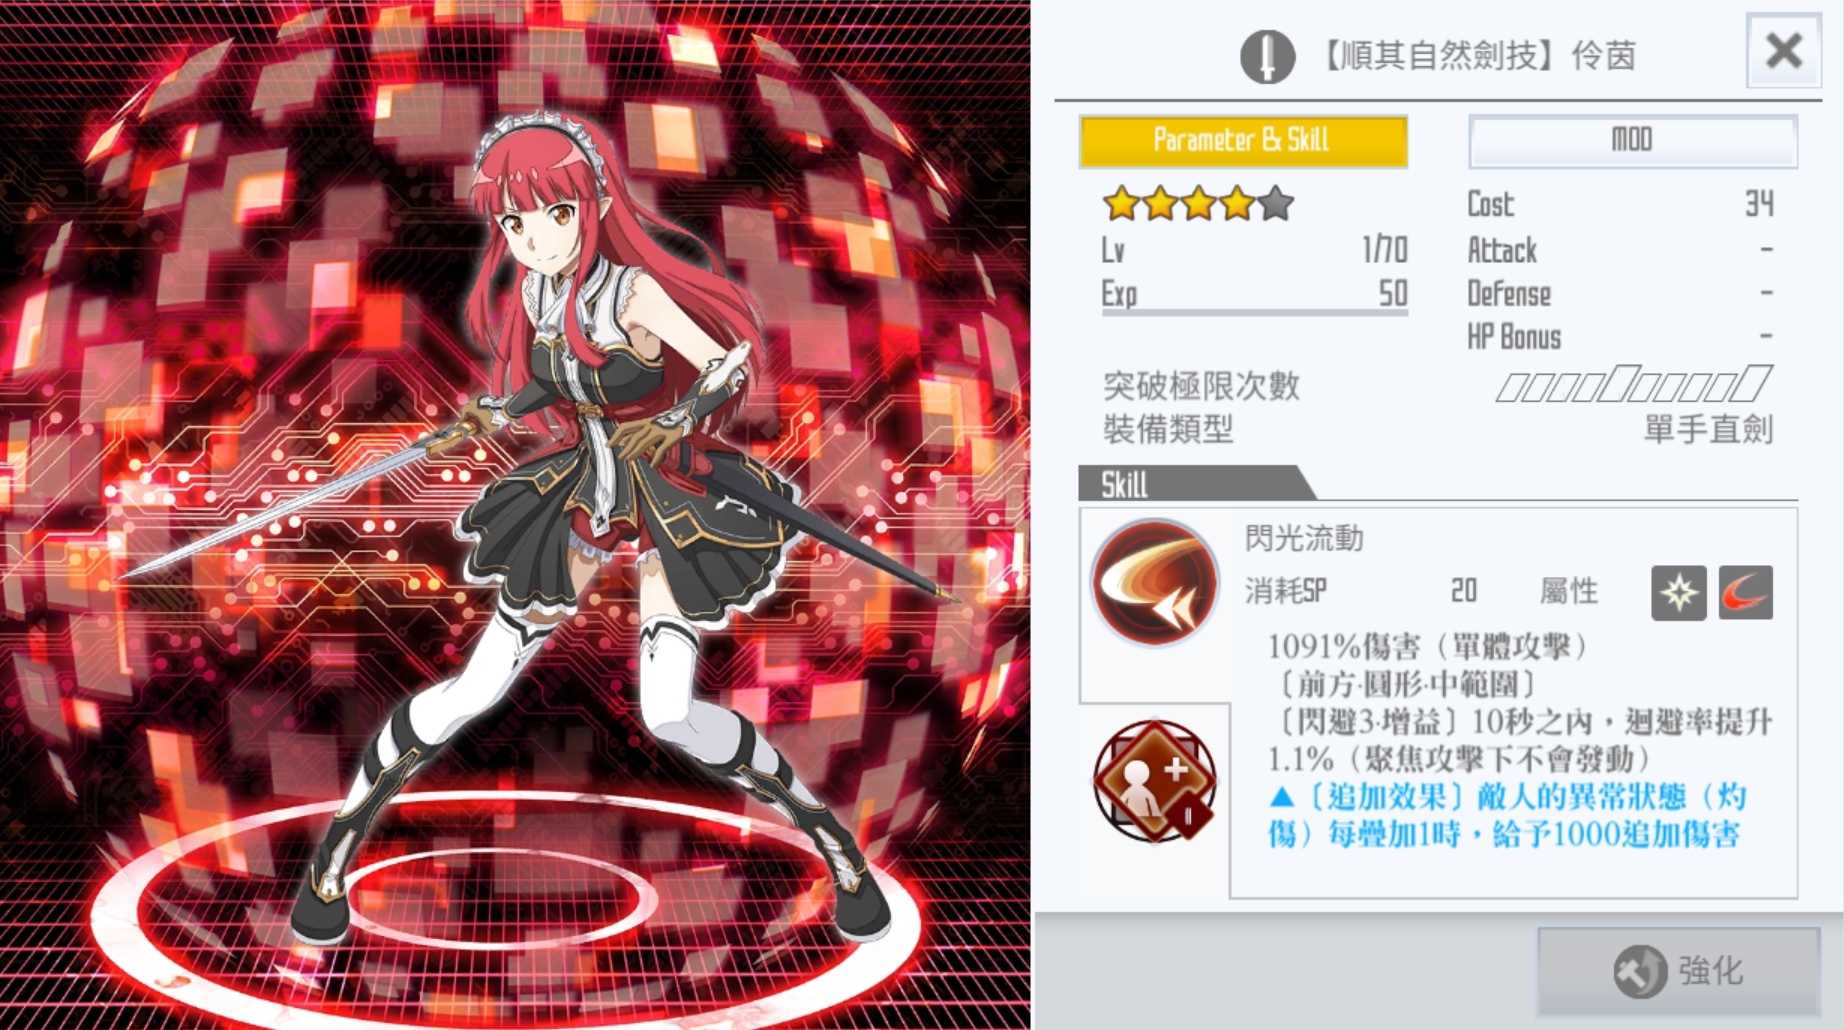 【順其自然劍技】伶茵
Parameter & Skill
MOD
Lv 1/70
Exp 50
Cost 34
Attack -
Defense -
HP Bonus -
突破極限次數
裝備類型 單手直劍
Skill
閃光流動
消耗SP 20 屬性
1091%傷害（單體攻擊）
〔前方·圓形·中範圍〕
〔閃避3·增益〕10秒之內，迴避率提升
1.1%（聚焦攻擊下不會發動）
▲〔追加效果〕敵人的異常狀態（灼
傷）每疊加1時，給予1000追加傷害
強化